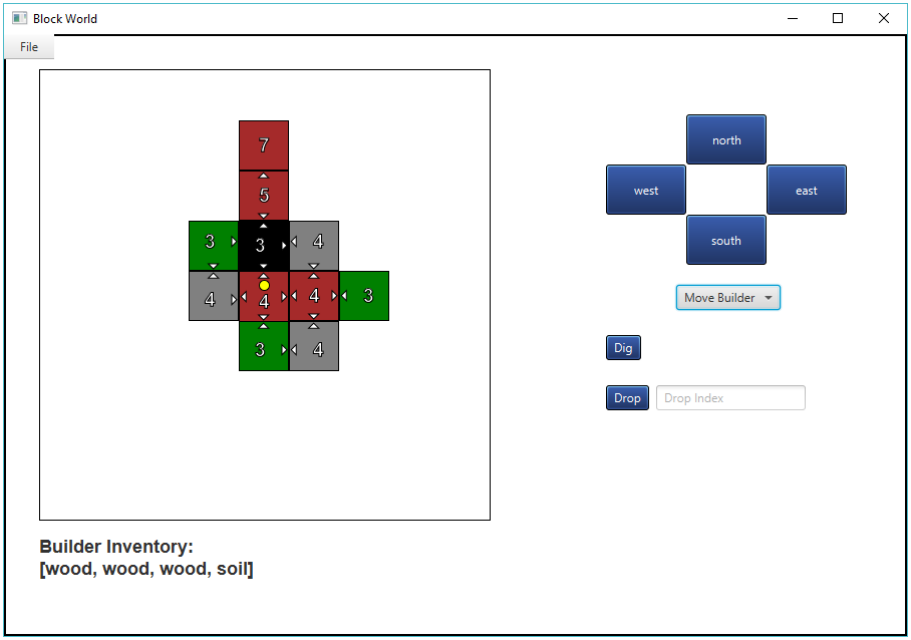 Block World
File
7
north
5
west
east
3
3
4
south
4
4
4
3
Move Builder
3
4
Dig
Drop
Drop Index
Builder Inventory:
[wood, wood, wood, soil]